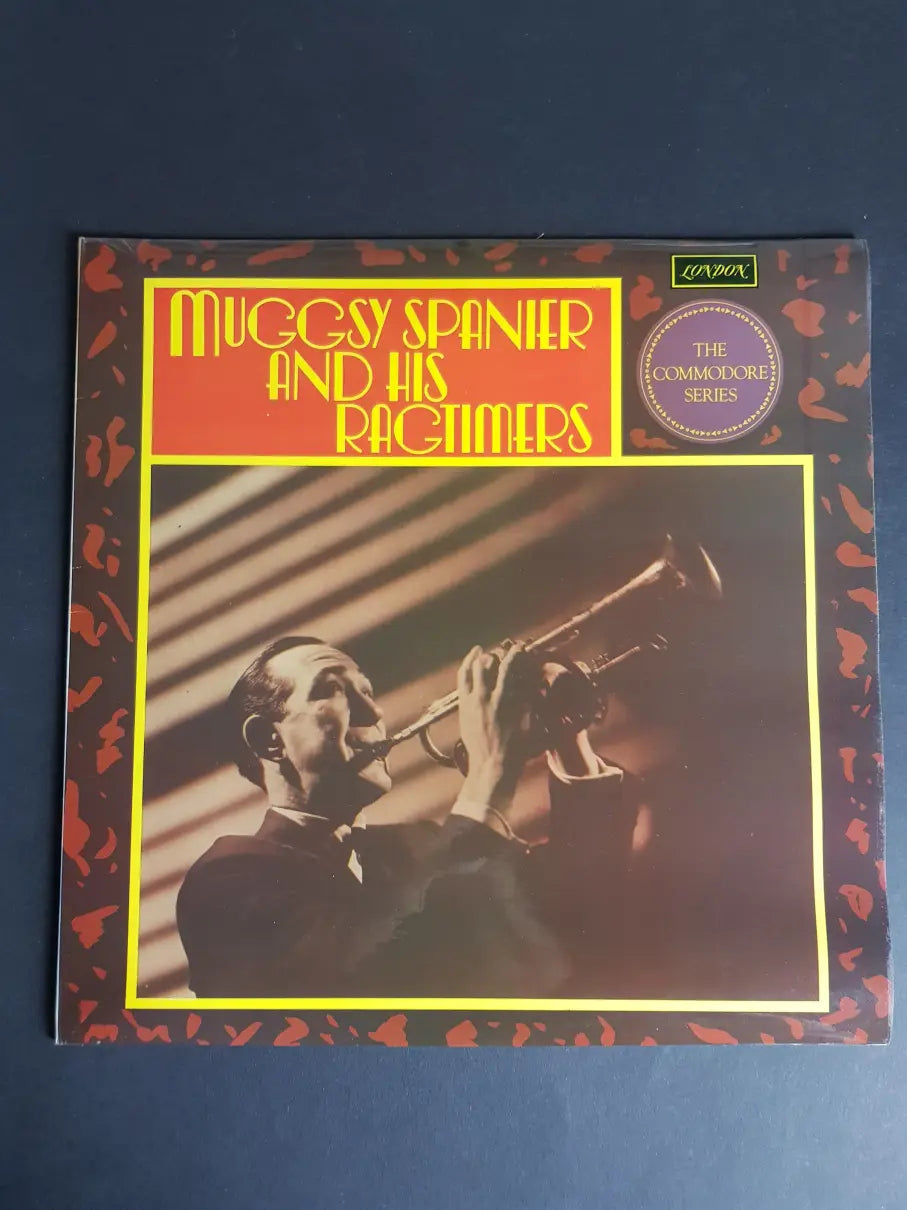 MUGGSY SPANIER
AND HIS
RAGTIMERS
LONDON
THE
COMMODORE
SERIES